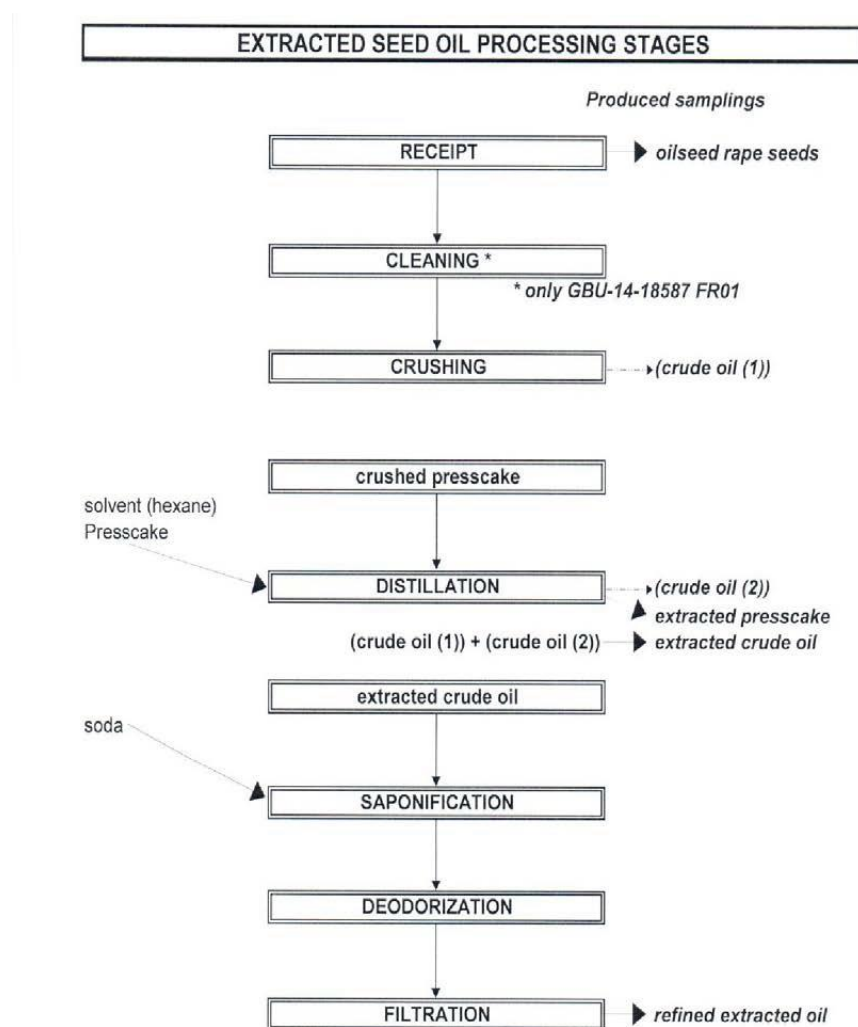 EXTRACTED SEED OIL PROCESSING STAGES
Produced samplings
RECEIPT
oilseed rape seeds
CLEANING *
* only GBU-14-18587 FR01
CRUSHING
(crude oil (1))
crushed presscake
solvent (hexane)
Presscake
DISTILLATION
(crude oil (2))
extracted presscake
(crude oil (1)) + (crude oil (2))
extracted crude oil
extracted crude oil
soda
SAPONIFICATION
DEODORIZATION
FILTRATION
refined extracted oil